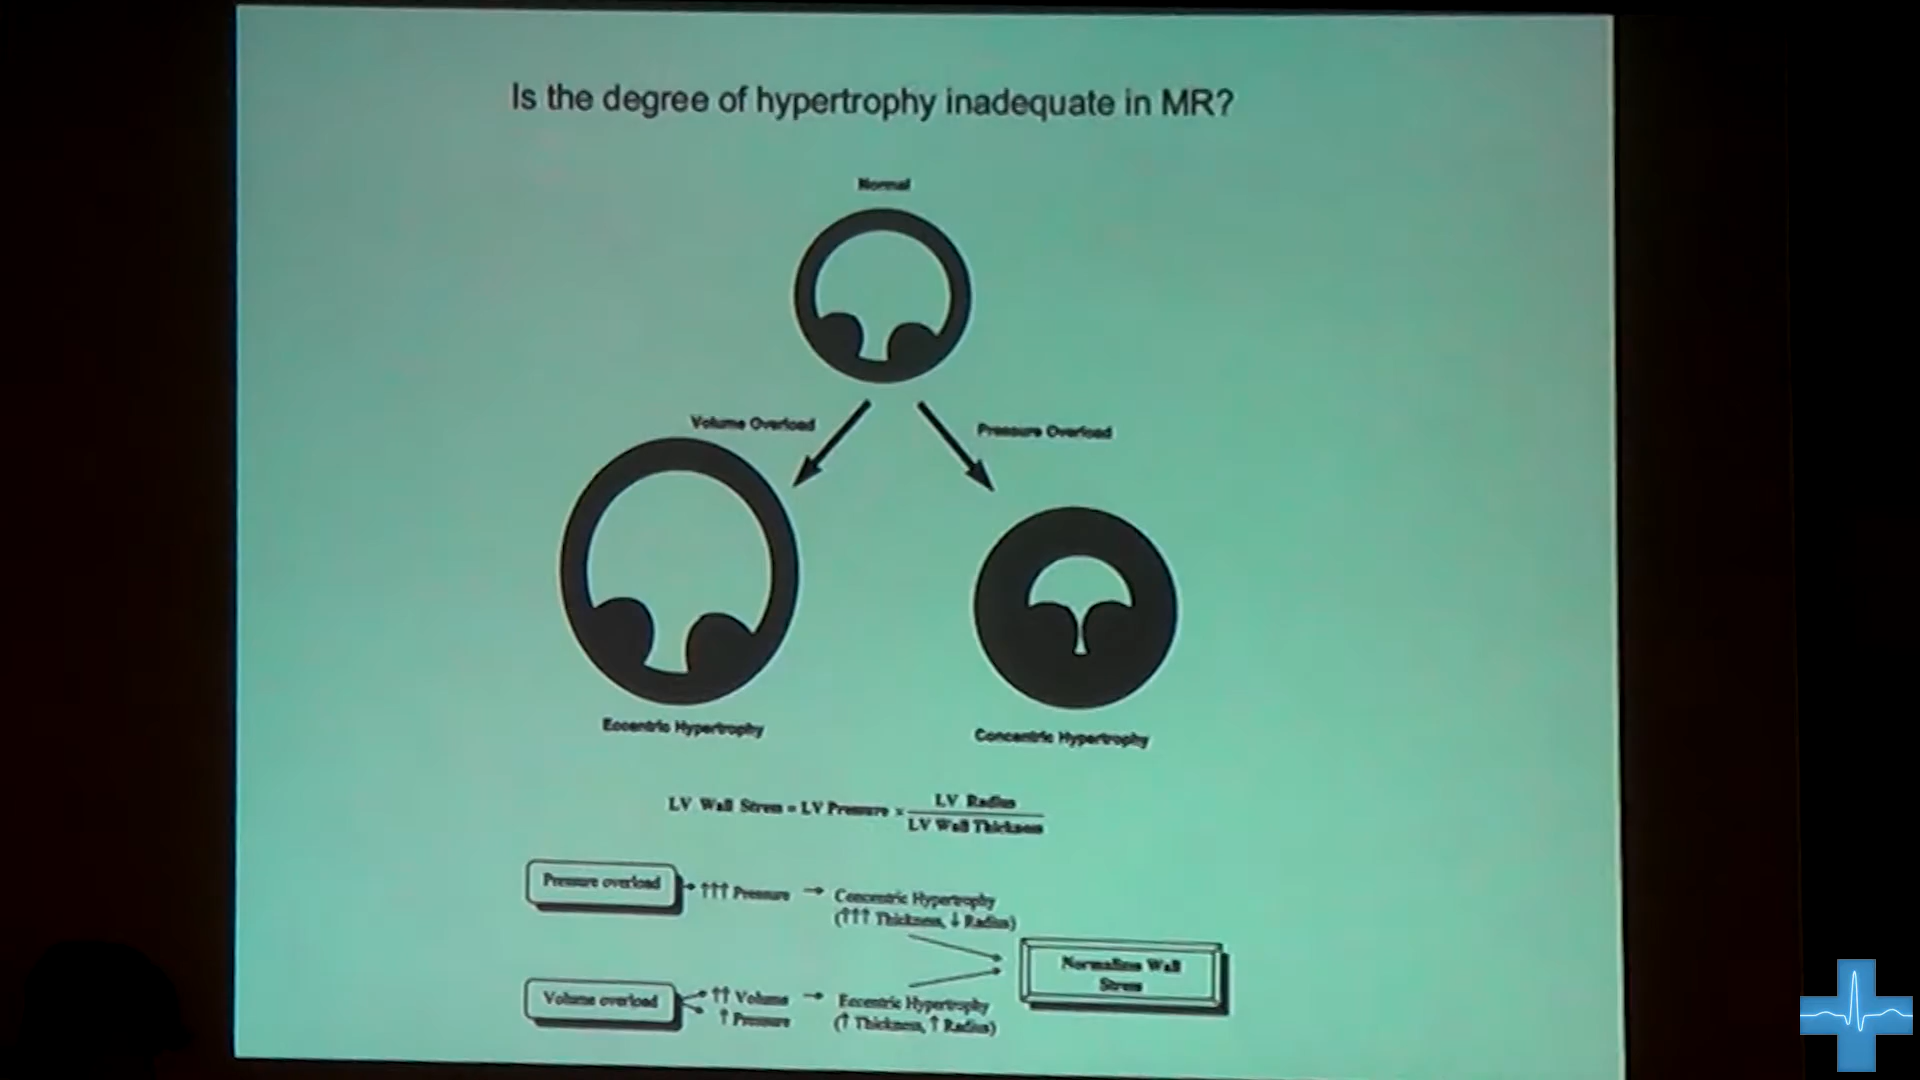 Is the degree of hypertrophy inadequate in MR?
Normal
Volume Overload
Pressure Overload
Eccentric Hypertrophy
Concentric Hypertrophy
LV Wall Stress = LV Pressure × LV Radius
LV Wall Thickness
Pressure overload
↑↑↑ Pressure → Concentric Hypertrophy
(↑↑↑ Thickness, ↓ Radius)
Normalizes Wall
Stress
Volume overload
↑↑ Volume → Eccentric Hypertrophy
↑ Pressure (↑ Thickness, ↑ Radius)